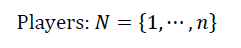 Players: 𝑁 = {1, ⋯ , 𝑛}